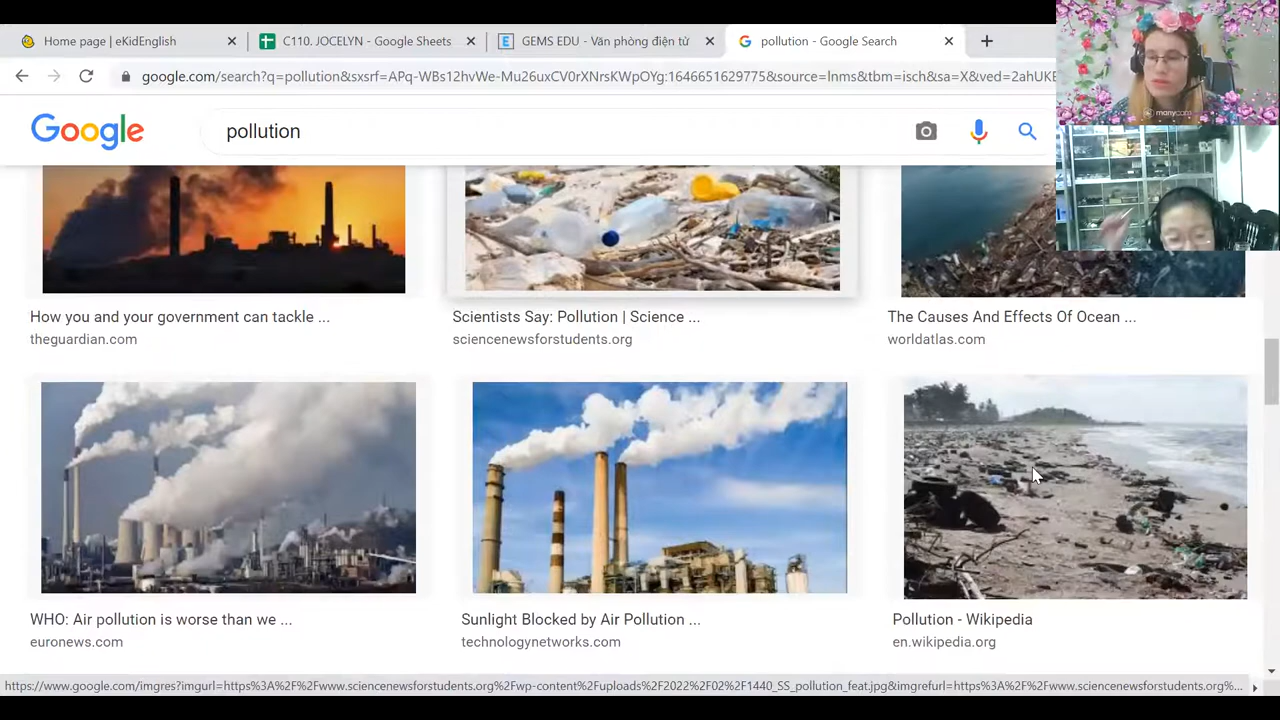 Home page | eKidEnglish
C110. JOCELYN - Google Sheets
GEMS EDU - Văn phòng điện tử
pollution - Google Search
google.com/search?q=pollution&sxsrf=APq-WBs12hvWe-Mu26uxCV0rXNrsKWpOYg:1646651629775&source=lnms&tbm=isch&sa=X&ved=2ahUKE
Google
pollution
How you and your government can tackle ...
theguardian.com
Scientists Say: Pollution | Science ...
sciencenewsforstudents.org
The Causes And Effects Of Ocean ...
worldatlas.com
WHO: Air pollution is worse than we ...
euronews.com
Sunlight Blocked by Air Pollution ...
technologynetworks.com
Pollution - Wikipedia
en.wikipedia.org
https://www.google.com/imgres?imgurl=https%3A%2F%2Fwww.sciencenewsforstudents.org%2Fwp-content%2Fuploads%2F2022%2F02%2F1440_SS_pollution_feat.jpg&imgrefurl=https%3A%2F%2Fwww.sciencenewsforstudents.org%...
manycam